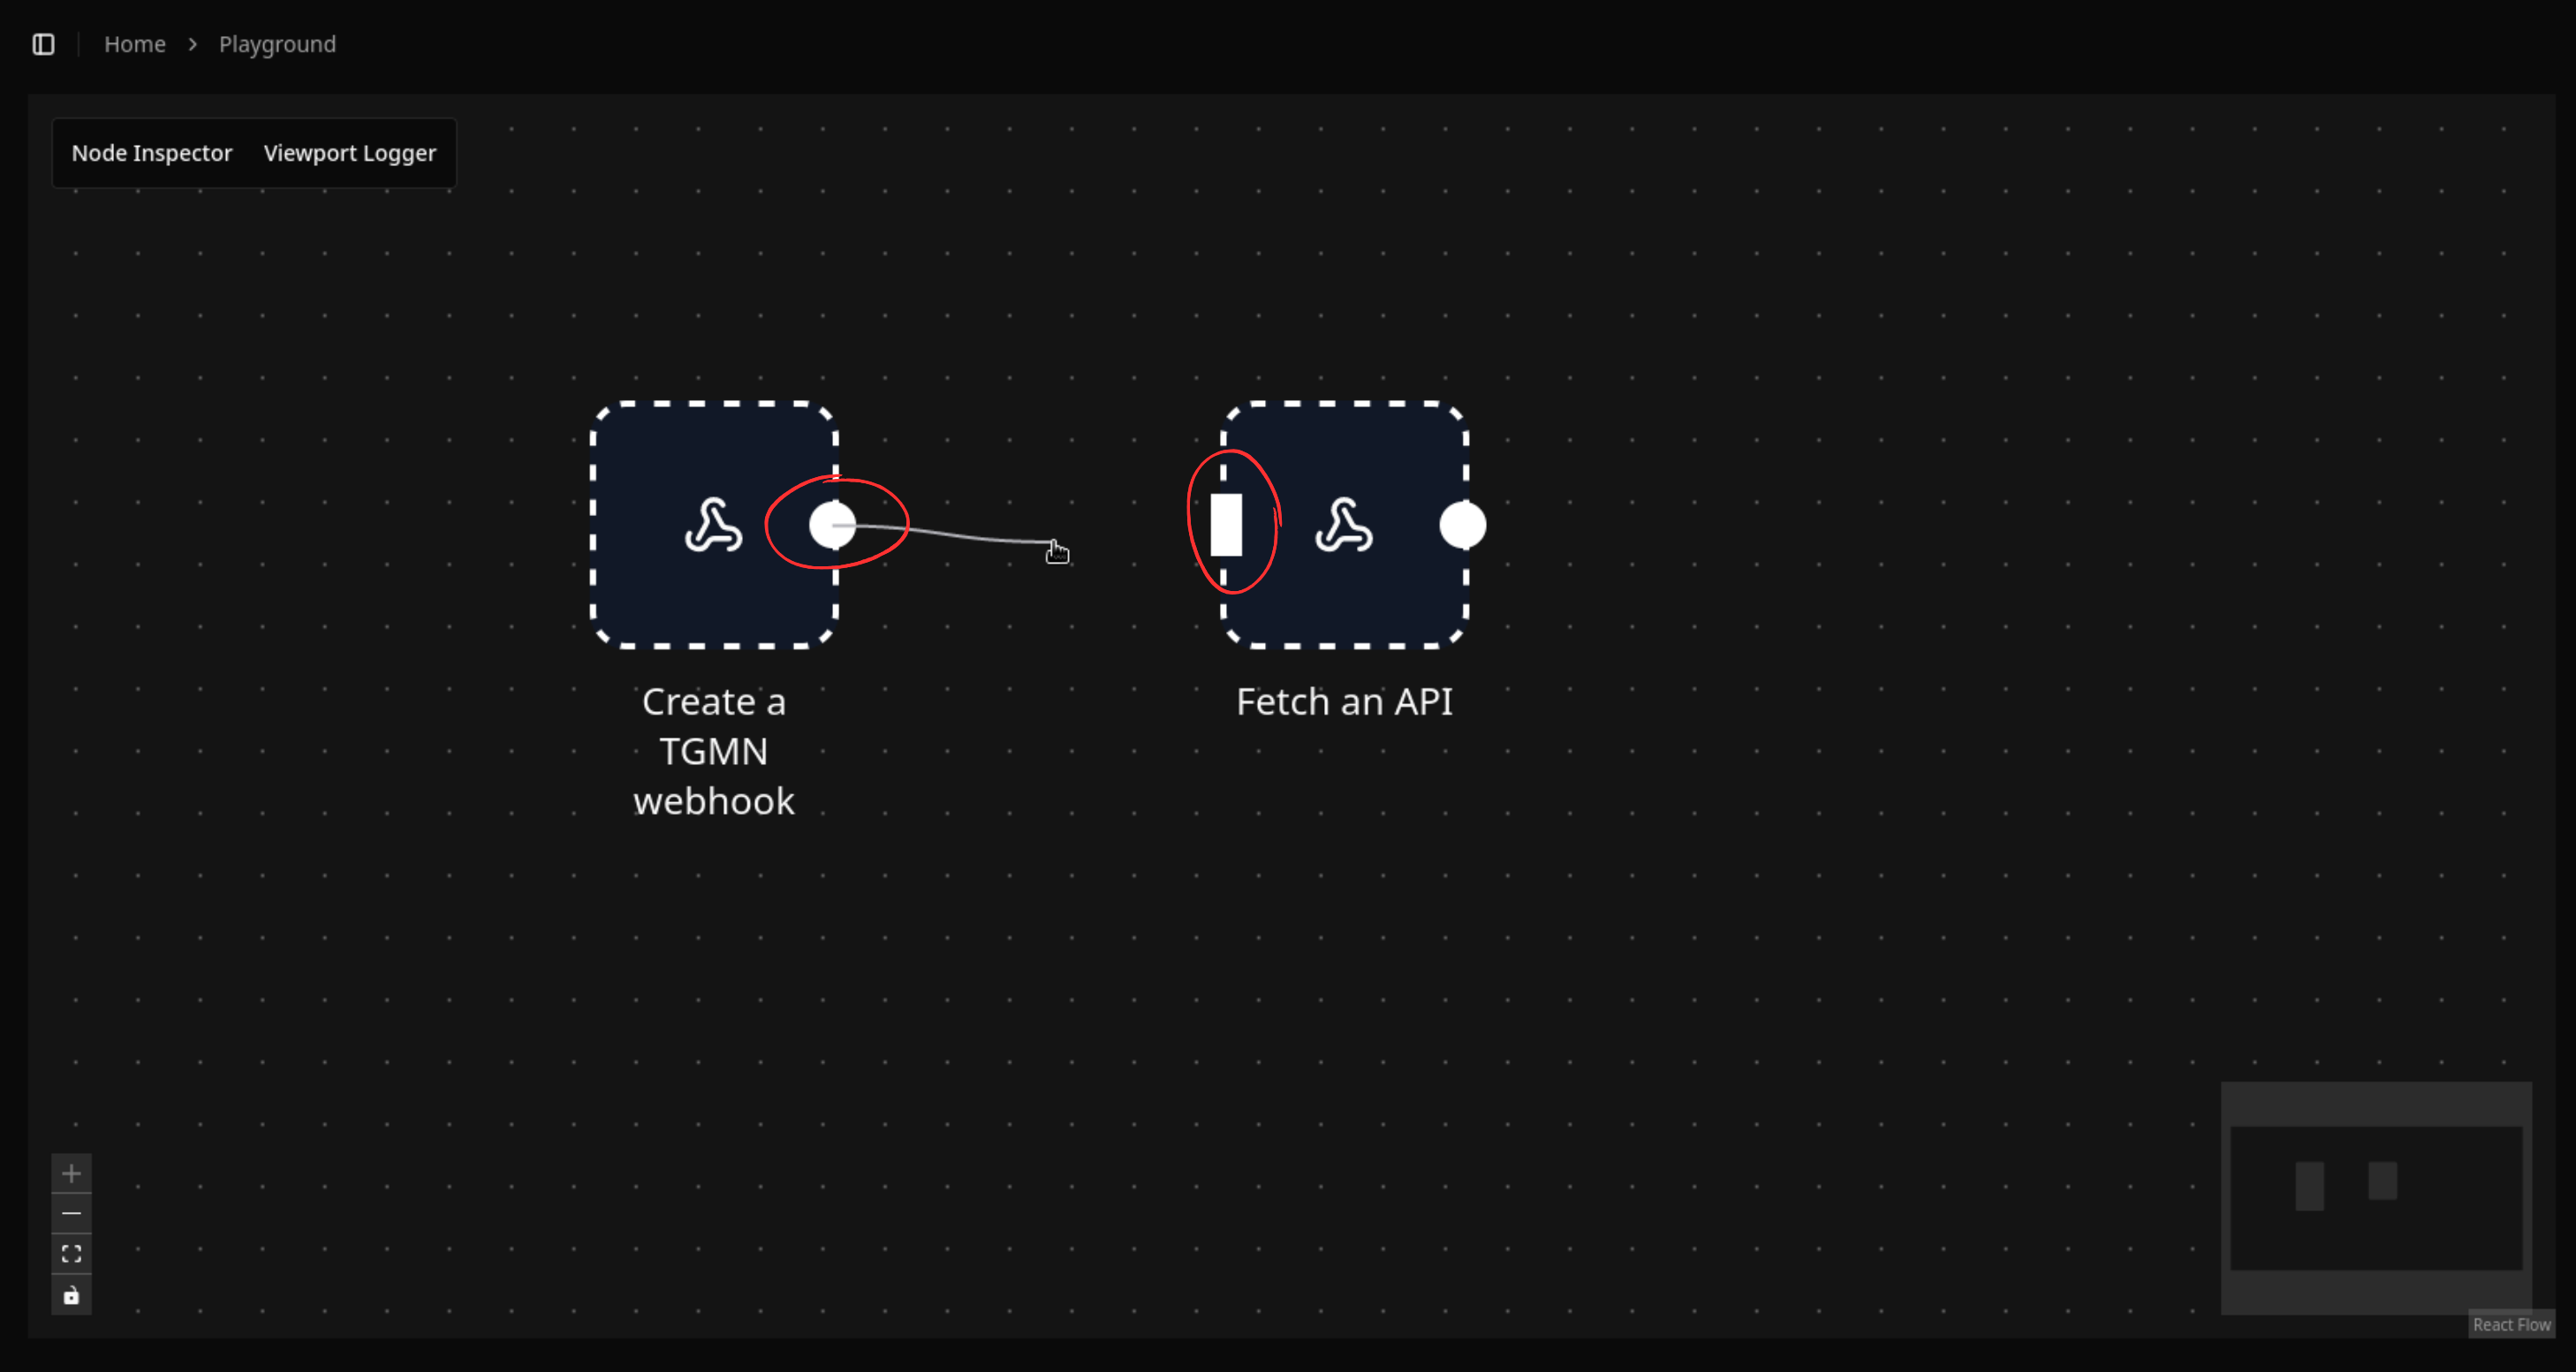 Home > Playground
Node Inspector Viewport Logger
Create a
TGMN
webhook
Fetch an API
React Flow